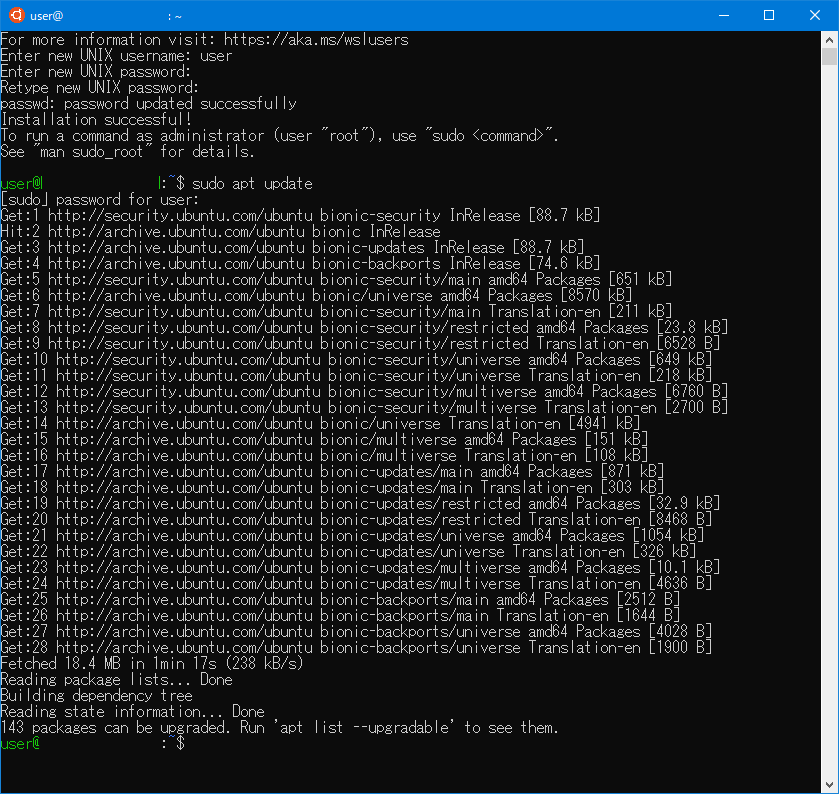 user@ : ~
For more information visit: https://aka.ms/wslusers
Enter new UNIX username: user
Enter new UNIX password:
Retype new UNIX password:
passwd: password updated successfully
Installation successful!
To run a command as administrator (user "root"), use "sudo <command>".
See "man sudo_root" for details.
user@ :~$ sudo apt update
[sudo] password for user:
Get:1 http://security.ubuntu.com/ubuntu bionic-security InRelease [88.7 kB]
Hit:2 http://archive.ubuntu.com/ubuntu bionic InRelease
Get:3 http://archive.ubuntu.com/ubuntu bionic-updates InRelease [88.7 kB]
Get:4 http://archive.ubuntu.com/ubuntu bionic-backports InRelease [74.6 kB]
Get:5 http://security.ubuntu.com/ubuntu bionic-security/main amd64 Packages [651 kB]
Get:6 http://archive.ubuntu.com/ubuntu bionic/universe amd64 Packages [8570 kB]
Get:7 http://security.ubuntu.com/ubuntu bionic-security/main Translation-en [211 kB]
Get:8 http://security.ubuntu.com/ubuntu bionic-security/restricted amd64 Packages [23.8 kB]
Get:9 http://security.ubuntu.com/ubuntu bionic-security/restricted Translation-en [6528 B]
Get:10 http://security.ubuntu.com/ubuntu bionic-security/universe amd64 Packages [649 kB]
Get:11 http://security.ubuntu.com/ubuntu bionic-security/universe Translation-en [218 kB]
Get:12 http://security.ubuntu.com/ubuntu bionic-security/multiverse amd64 Packages [6760 B]
Get:13 http://security.ubuntu.com/ubuntu bionic-security/multiverse Translation-en [2700 B]
Get:14 http://archive.ubuntu.com/ubuntu bionic/universe Translation-en [4941 kB]
Get:15 http://archive.ubuntu.com/ubuntu bionic/multiverse amd64 Packages [151 kB]
Get:16 http://archive.ubuntu.com/ubuntu bionic/multiverse Translation-en [108 kB]
Get:17 http://archive.ubuntu.com/ubuntu bionic-updates/main amd64 Packages [871 kB]
Get:18 http://archive.ubuntu.com/ubuntu bionic-updates/main Translation-en [303 kB]
Get:19 http://archive.ubuntu.com/ubuntu bionic-updates/restricted amd64 Packages [32.9 kB]
Get:20 http://archive.ubuntu.com/ubuntu bionic-updates/restricted Translation-en [8468 B]
Get:21 http://archive.ubuntu.com/ubuntu bionic-updates/universe amd64 Packages [1054 kB]
Get:22 http://archive.ubuntu.com/ubuntu bionic-updates/universe Translation-en [326 kB]
Get:23 http://archive.ubuntu.com/ubuntu bionic-updates/multiverse amd64 Packages [10.1 kB]
Get:24 http://archive.ubuntu.com/ubuntu bionic-updates/multiverse Translation-en [4636 B]
Get:25 http://archive.ubuntu.com/ubuntu bionic-backports/main amd64 Packages [2512 B]
Get:26 http://archive.ubuntu.com/ubuntu bionic-backports/main Translation-en [1644 B]
Get:27 http://archive.ubuntu.com/ubuntu bionic-backports/universe amd64 Packages [4028 B]
Get:28 http://archive.ubuntu.com/ubuntu bionic-backports/universe Translation-en [1900 B]
Fetched 18.4 MB in 1min 17s (238 kB/s)
Reading package lists... Done
Building dependency tree
Reading state information... Done
143 packages can be upgraded. Run 'apt list --upgradable' to see them.
user@ :~$